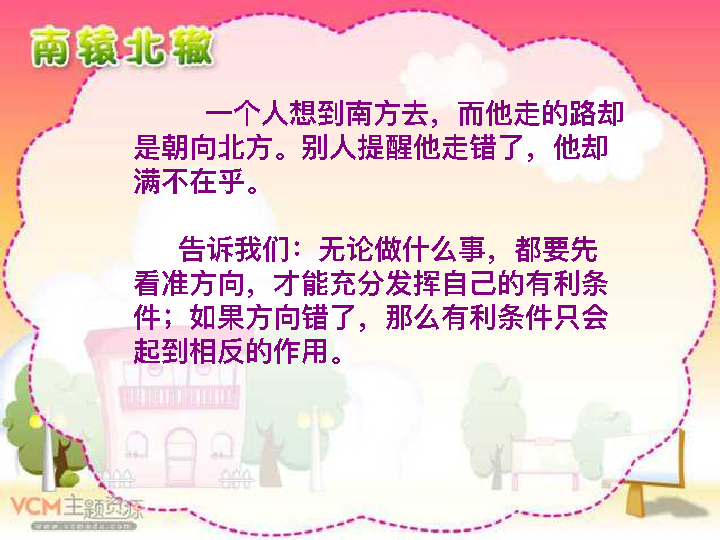 南辕北辙
一个人想到南方去，而他走的路却
是朝向北方。别人提醒他走错了，他却
满不在乎。
告诉我们：无论做什么事，都要先
看准方向，才能充分发挥自己的有利条
件；如果方向错了，那么有利条件只会
起到相反的作用。
VCM主题资源
www.vcmedu.com